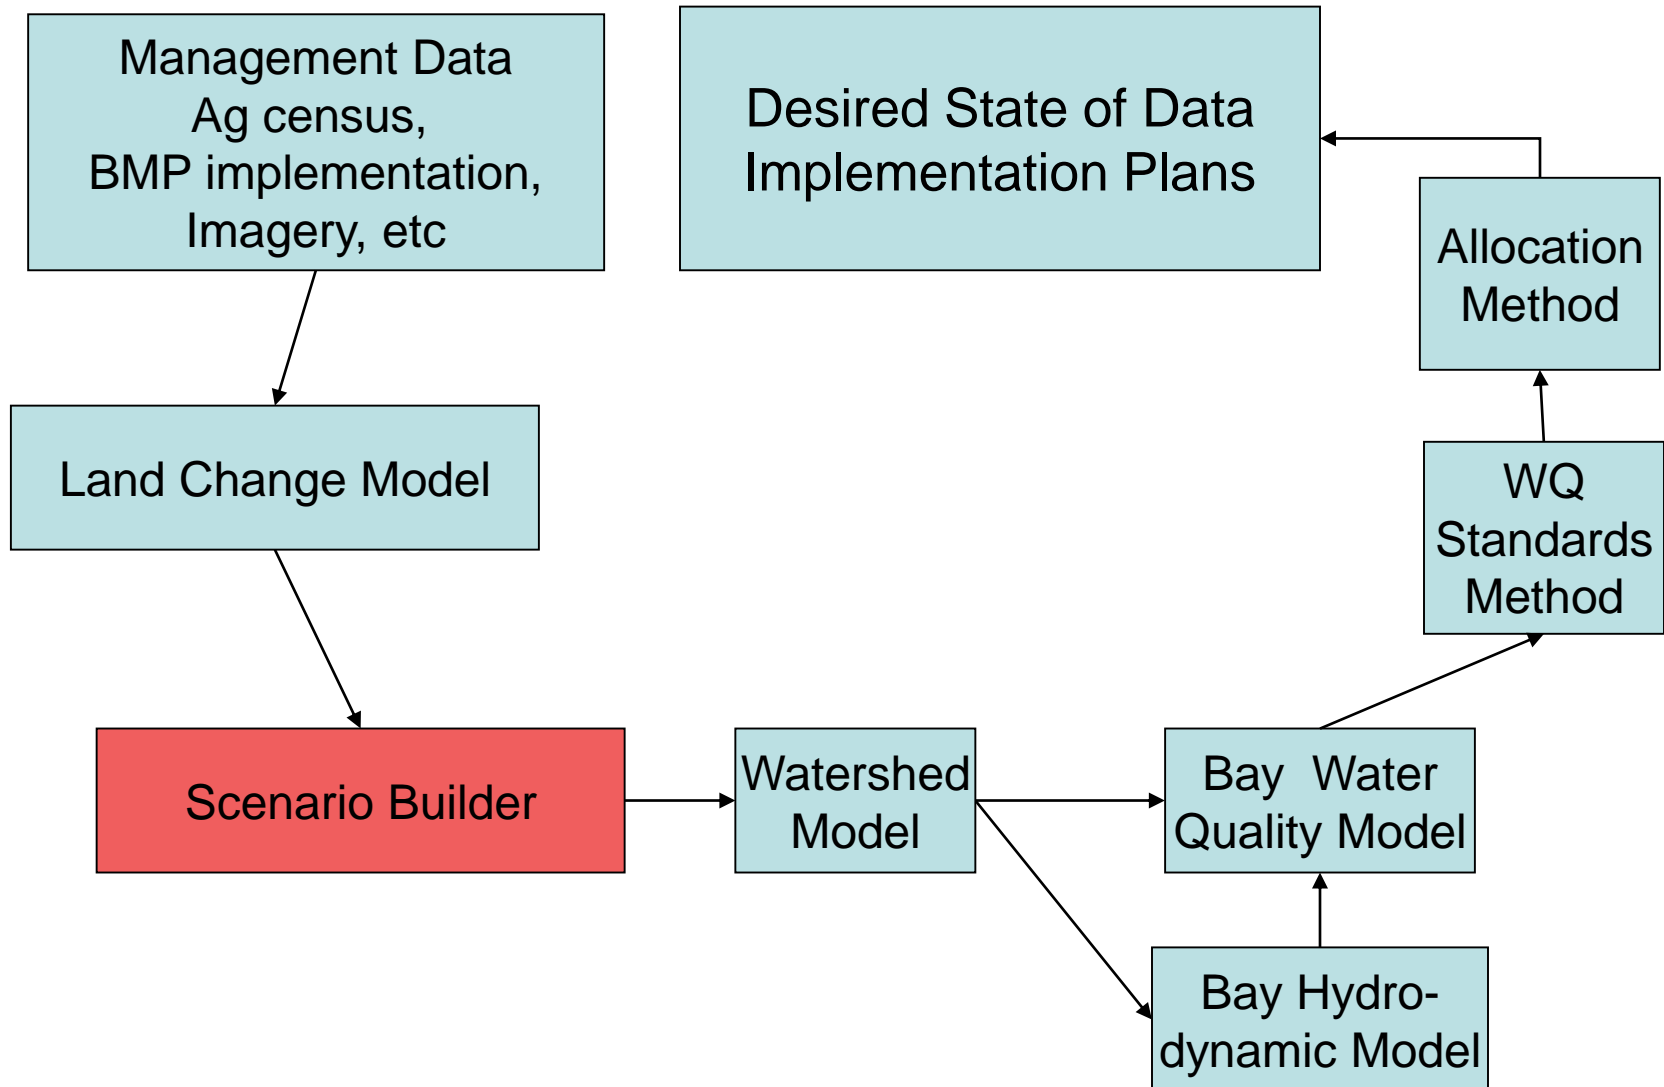 Management Data
Ag census,
BMP implementation,
Imagery, etc
Desired State of Data
Implementation Plans
Allocation
Method
Land Change Model
WQ
Standards
Method
Scenario Builder
Watershed
Model
Bay  Water
Quality Model
Bay Hydro-
dynamic Model